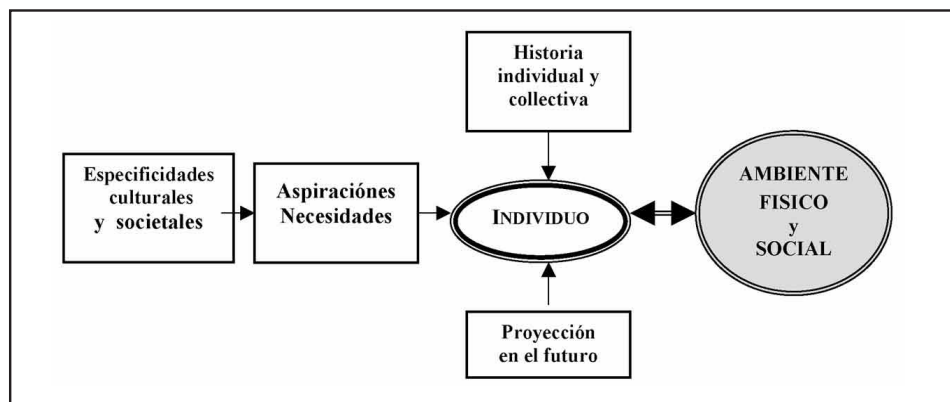 Historia
individual y
collectiva
Especificidades
culturales
y societales
Aspiraciónes
Necesidades
INDIVIDUO
AMBIENTE
FISICO
y
SOCIAL
Proyección
en el futuro